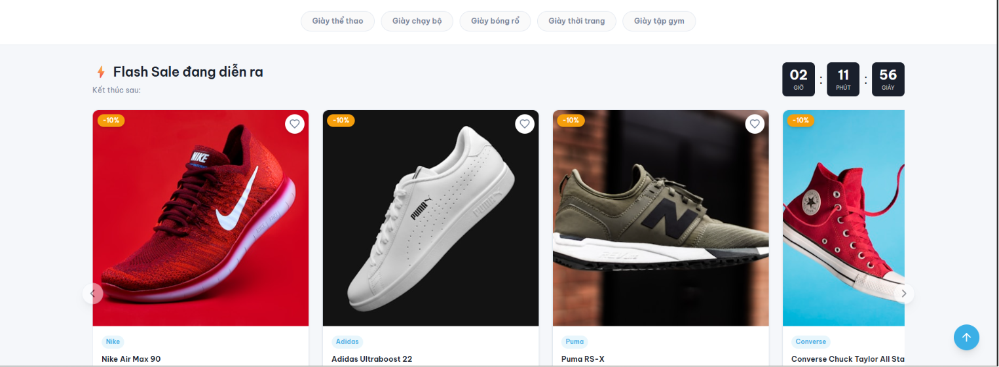 Giày thể thao
Giày chạy bộ
Giày bóng rổ
Giày thời trang
Giày tập gym
Flash Sale đang diễn ra
Kết thúc sau:
02 : 11 : 56
GIỜ PHÚT GIÂY
-10%
-10%
-10%
-10%
NIKE
PUMA
PUMA
N
REVlite
Nike
Adidas
Puma
Converse
Nike Air Max 90
Adidas Ultraboost 22
Puma RS-X
Converse Chuck Taylor All Sta